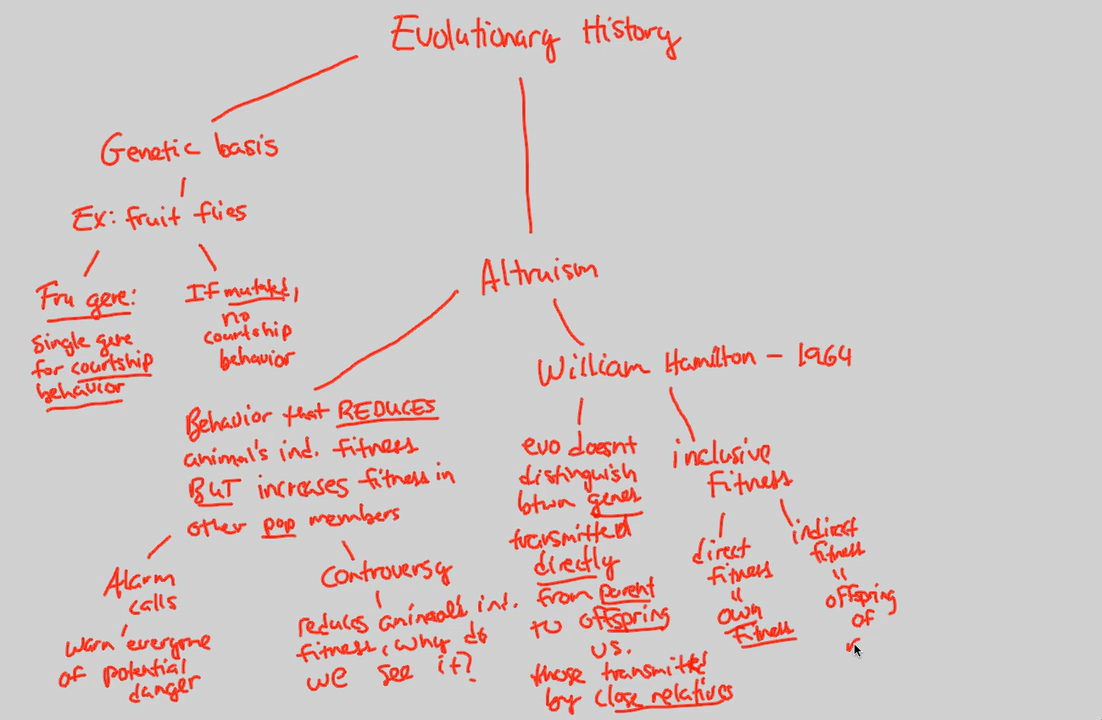 Evolutionary History
Genetic basis
Ex: fruit flies
Fru gene:
single gene
for courtship
behavior
If mutated,
no
courtship
behavior
Altruism
Behavior that REDUCES
animal's ind. fitness
BUT increases fitness in
other pop members
Alarm
calls
warn everyone
of potential
danger
Controversy
reduces animal's ind.
fitness, why do
we see it?
William Hamilton - 1964
evo doesnt
distinguish
btwn genes
transmitted
directly
from parent
to offspring
vs.
those transmitted
by close relatives
inclusive
fitness
direct
fitness
"
own
fitness
indirect
fitness
"
offspring
of